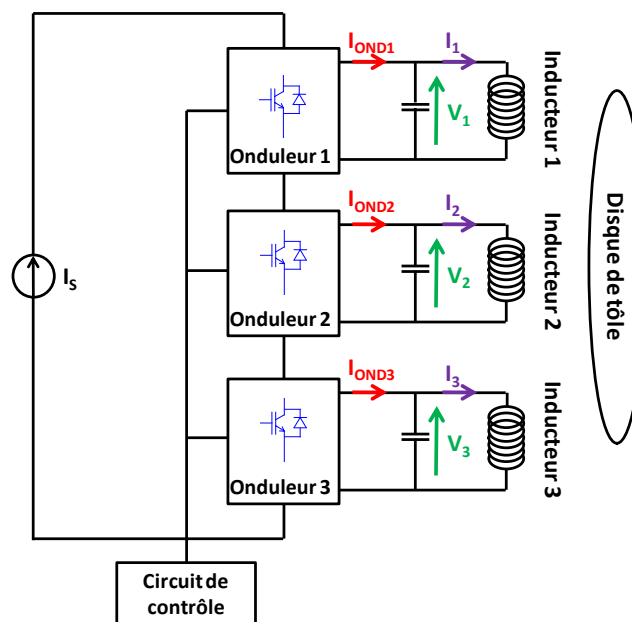 I_OND1
I_1
V_1
Onduleur 1
Inducteur 1
I_OND2
I_2
V_2
Onduleur 2
Inducteur 2
I_OND3
I_3
V_3
Onduleur 3
Inducteur 3
I_S
Disque de tôle
Circuit de
contrôle